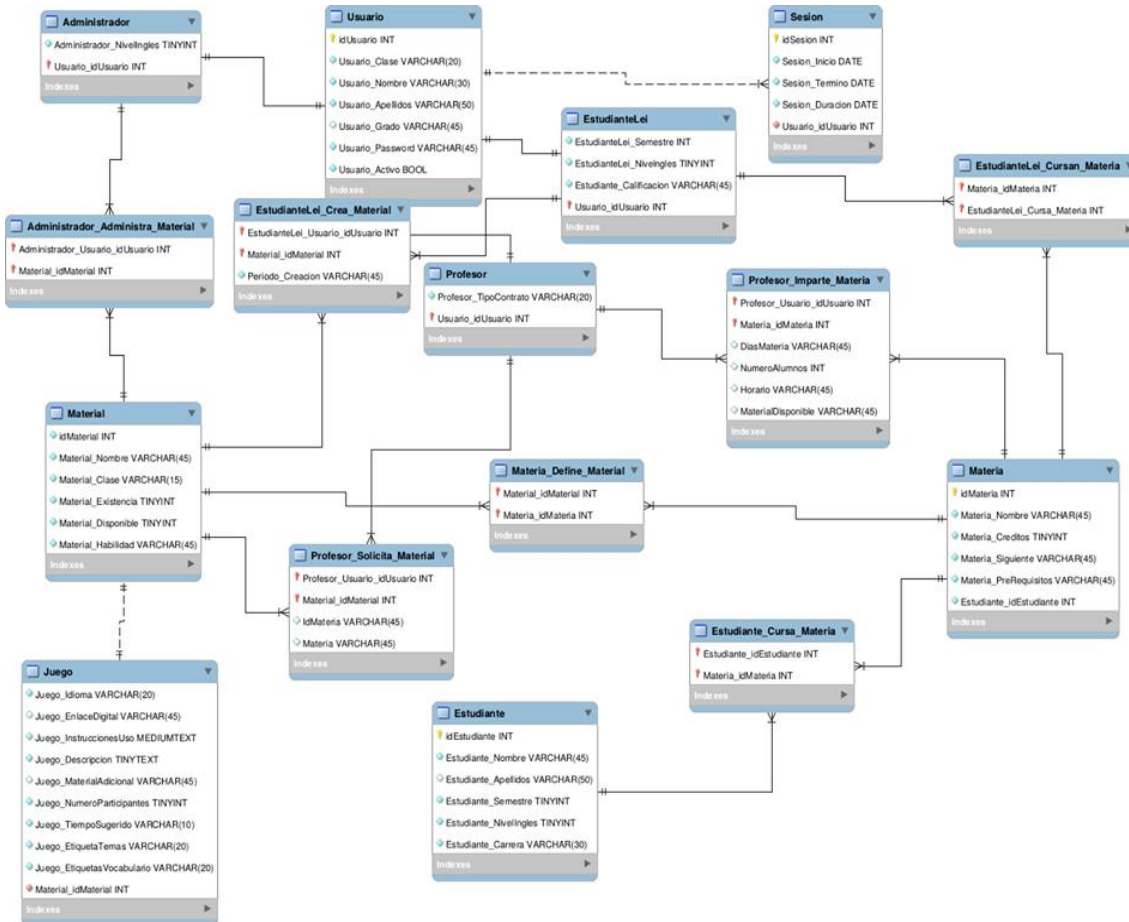 Administrador
Administrador_NivelIngles TINYINT
Usuario_idUsuario INT
Indexes
Usuario
idUsuario INT
Usuario_Clase VARCHAR(20)
Usuario_Nombre VARCHAR(30)
Usuario_Apellidos VARCHAR(50)
Usuario_Grado VARCHAR(45)
Usuario_Password VARCHAR(45)
Usuario_Activo BOOL
Indexes
Sesion
idSesion INT
Sesion_Inicio DATE
Sesion_Termino DATE
Sesion_Duracion DATE
Usuario_idUsuario INT
Indexes
EstudianteLei
EstudianteLei_Semestre INT
EstudianteLei_NiveIngles TINYINT
Estudiante_Calificacion VARCHAR(45)
Usuario_idUsuario INT
Indexes
EstudianteLei_Cursan_Materia
Materia_idMateria INT
EstudianteLei_Cursa_Materia INT
Indexes
Administrador_Administra_Material
Administrador_Usuario_idUsuario INT
Material_idMaterial INT
Indexes
EstudianteLei_Crea_Material
EstudianteLei_Usuario_idUsuario INT
Material_idMaterial INT
Periodo_Creacion VARCHAR(45)
Indexes
Profesor
Profesor_TipoContrato VARCHAR(20)
Usuario_idUsuario INT
Indexes
Profesor_Imparte_Materia
Profesor_Usuario_idUsuario INT
Materia_idMateria INT
DiasMateria VARCHAR(45)
NumeroAlumnos INT
Horario VARCHAR(45)
MaterialDisponible VARCHAR(45)
Indexes
Material
idMaterial INT
Material_Nombre VARCHAR(45)
Material_Clase VARCHAR(15)
Material_Existencia TINYINT
Material_Disponible TINYINT
Material_Habilidad VARCHAR(45)
Indexes
Materia_Define_Material
Material_idMaterial INT
Materia_idMateria INT
Indexes
Materia
idMateria INT
Materia_Nombre VARCHAR(45)
Materia_Creditos TINYINT
Materia_Siguiente VARCHAR(45)
Materia_PreRequisitos VARCHAR(45)
Estudiante_idEstudiante INT
Indexes
Profesor_Solicita_Material
Profesor_Usuario_idUsuario INT
Material_idMaterial INT
IdMateria VARCHAR(45)
Materia VARCHAR(45)
Indexes
Estudiante_Cursa_Materia
Estudiante_idEstudiante INT
Materia_idMateria INT
Indexes
Juego
Juego_Idioma VARCHAR(20)
Juego_EnlaceDigital VARCHAR(45)
Juego_InstruccionesUso MEDIUMTEXT
Juego_Descripcion TINYTEXT
Juego_MaterialAdicional VARCHAR(45)
Juego_NumeroParticipantes TINYINT
Juego_TiempoSugerido VARCHAR(10)
Juego_EtiquetaTemas VARCHAR(20)
Juego_EtiquetasVocabulario VARCHAR(20)
Material_idMaterial INT
Indexes
Estudiante
idEstudiante INT
Estudiante_Nombre VARCHAR(45)
Estudiante_Apellidos VARCHAR(50)
Estudiante_Semestre TINYINT
Estudiante_NivelIngles TINYINT
Estudiante_Carrera VARCHAR(30)
Indexes